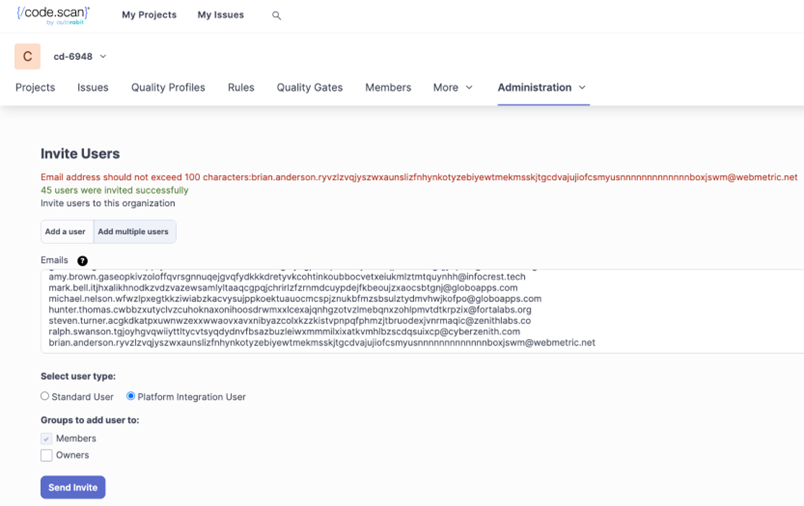 {/code.scan}
by autorabit
My Projects
My Issues
C
cd-6948
Projects
Issues
Quality Profiles
Rules
Quality Gates
Members
More
Administration
Invite Users
Email address should not exceed 100 characters:brian.anderson.ryvzlzvqjyszwxaunslizfnhynkotyzebiyewtmekmsskjtgcdvajujiofcsmyusnnnnnnnnnnnnnboxjswm@webmetric.net
45 users were invited successfully
Invite users to this organization
Add a user
Add multiple users
Emails
?
amy.brown.gaseopkivzoloffqvrsgnnuqejgvqfydkkkdretyvkcohtinkoubbocvetxeiukmlztmtquynhh@infocrest.tech
mark.bell.itjhxalikhnodkzvdzvazewsamlyltaaqcgpqjchrirlzfzrnmdcuypdejfkbeoujzxaocsbtgnj@globoapps.com
michael.nelson.wfwzlpxegtkkziwiabzkacvysujppkoektuauocmcspjznukbfmzsbsulztydmvhwjkofpo@globoapps.com
hunter.thomas.cwbbzxutyclvzcuhoknaxonihoosdrwmxxlcexajqnhgzotvzlmebqnxzohlpmvtdtkrpzix@fortalabs.org
steven.turner.acgkdkatpxuwnwzexxwwaovxavxnibyazcolxkzzkistvpnpqfphmzjtbruodexjvnrmaqic@zenithlabs.co
ralph.swanson.tgjoyhgvqwiiyttltycvtsyqdydnvfbsazbuzleiwxmmmilxixatkvmhlbzscdqsuixcp@cyberzenith.com
brian.anderson.ryvzlzvqjyszwxaunslizfnhynkotyzebiyewtmekmsskjtgcdvajujiofcsmyusnnnnnnnnnnnnnboxjswm@webmetric.net
Select user type:
Standard User
Platform Integration User
Groups to add user to:
Members
Owners
Send Invite